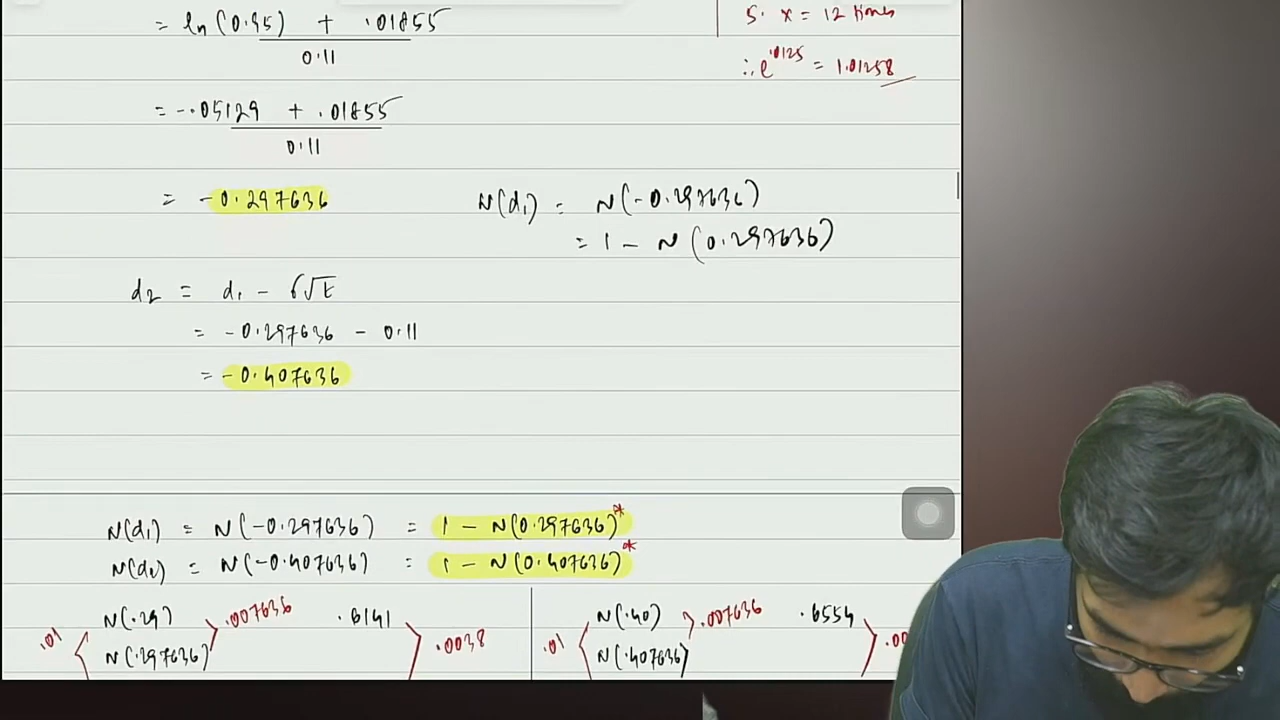 = ln(0.95) + .01855
0.11
= -.05129 + .01855
0.11
= -0.297636
d2 = d1 - σ√t
= -0.297636 - 0.11
= -0.407636
5. x = 12 times
∴ e^.0125 = 1.01258
N(d1) = N(-0.297636)
= 1 - N(0.297636)
N(d1) = N(-0.297636) = 1 - N(0.297636)*
N(d2) = N(-0.407636) = 1 - N(0.407636)*
.01 N(.29) .007636 .6141 .0038
N(.297636)
.01 N(.40) .007636 .6554
N(.407636)